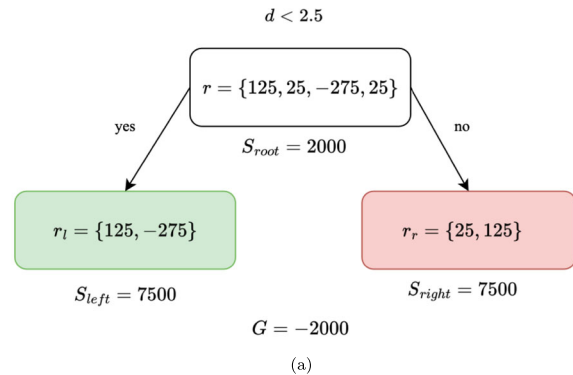 d < 2.5
r = {125, 25, −275, 25}
yes
no
S_root = 2000
r_l = {125, −275}
r_r = {25, 125}
S_left = 7500
S_right = 7500
G = −2000
(a)